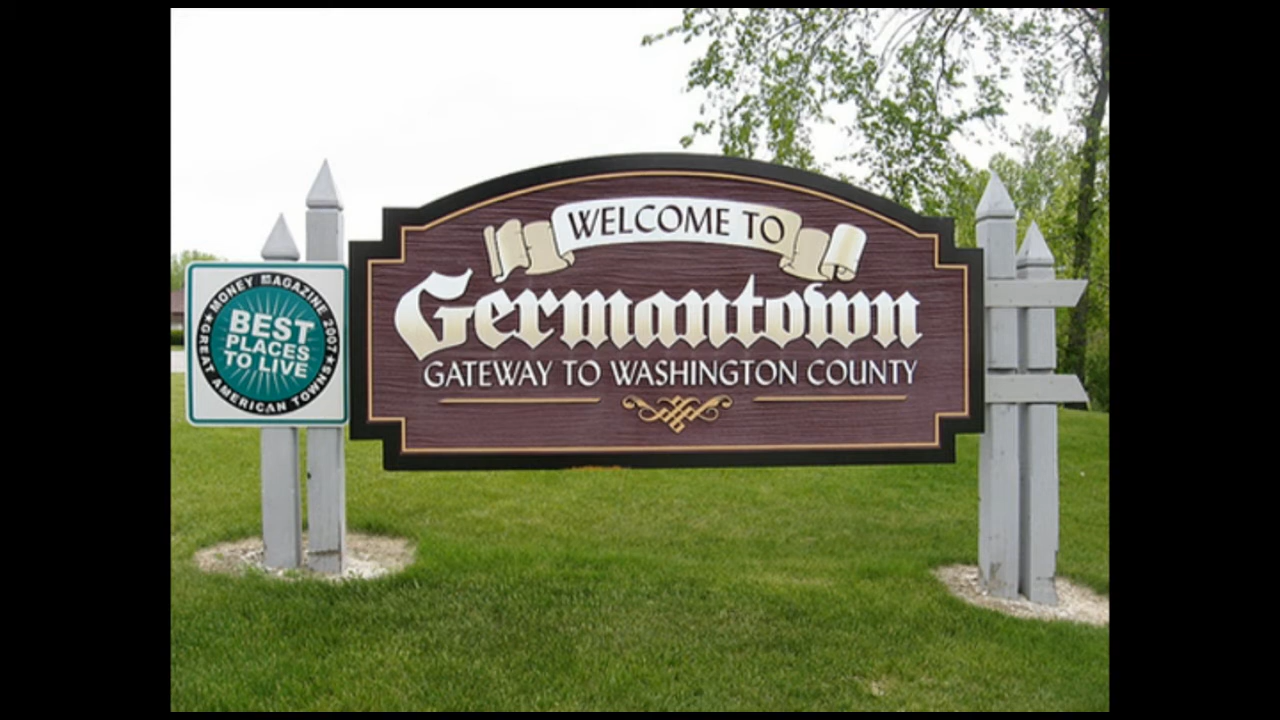 WELCOME TO
Germantown
GATEWAY TO WASHINGTON COUNTY
MONEY MAGAZINE 2007
BEST
PLACES
TO LIVE
GREAT AMERICAN TOWNS